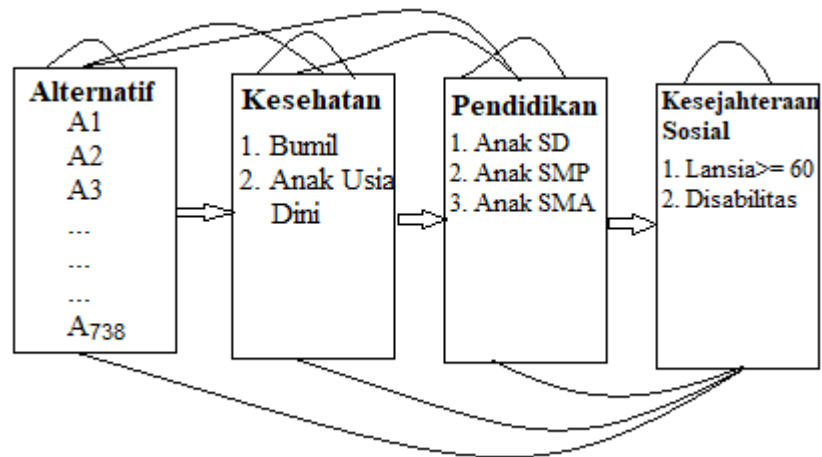 Alternatif
A1
A2
A3
...
...
...
A738
Kesehatan
1. Bumil
2. Anak Usia
Dini
Pendidikan
1. Anak SD
2. Anak SMP
3. Anak SMA
Kesejahteraan
Sosial
1. Lansia>= 60
2. Disabilitas